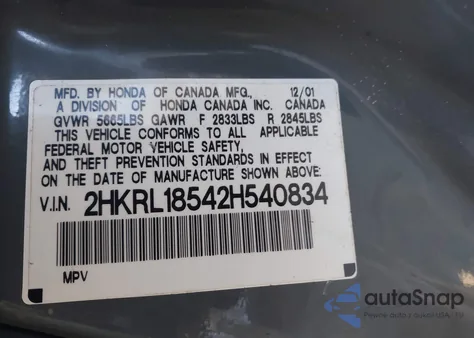 MFD. BY HONDA OF CANADA MFG., 12/01
A DIVISION OF HONDA CANADA INC. CANADA
GVWR 5665LBS GAWR F 2833LBS R 2845LBS
THIS VEHICLE CONFORMS TO ALL APPLICABLE
FEDERAL MOTOR VEHICLE SAFETY,
AND THEFT PREVENTION STANDARDS IN EFFECT
ON THE DATE OF MANUFACTURE SHOWN ABOVE.
V.I.N. 2HKRL18542H540834
MPV
autaSnap